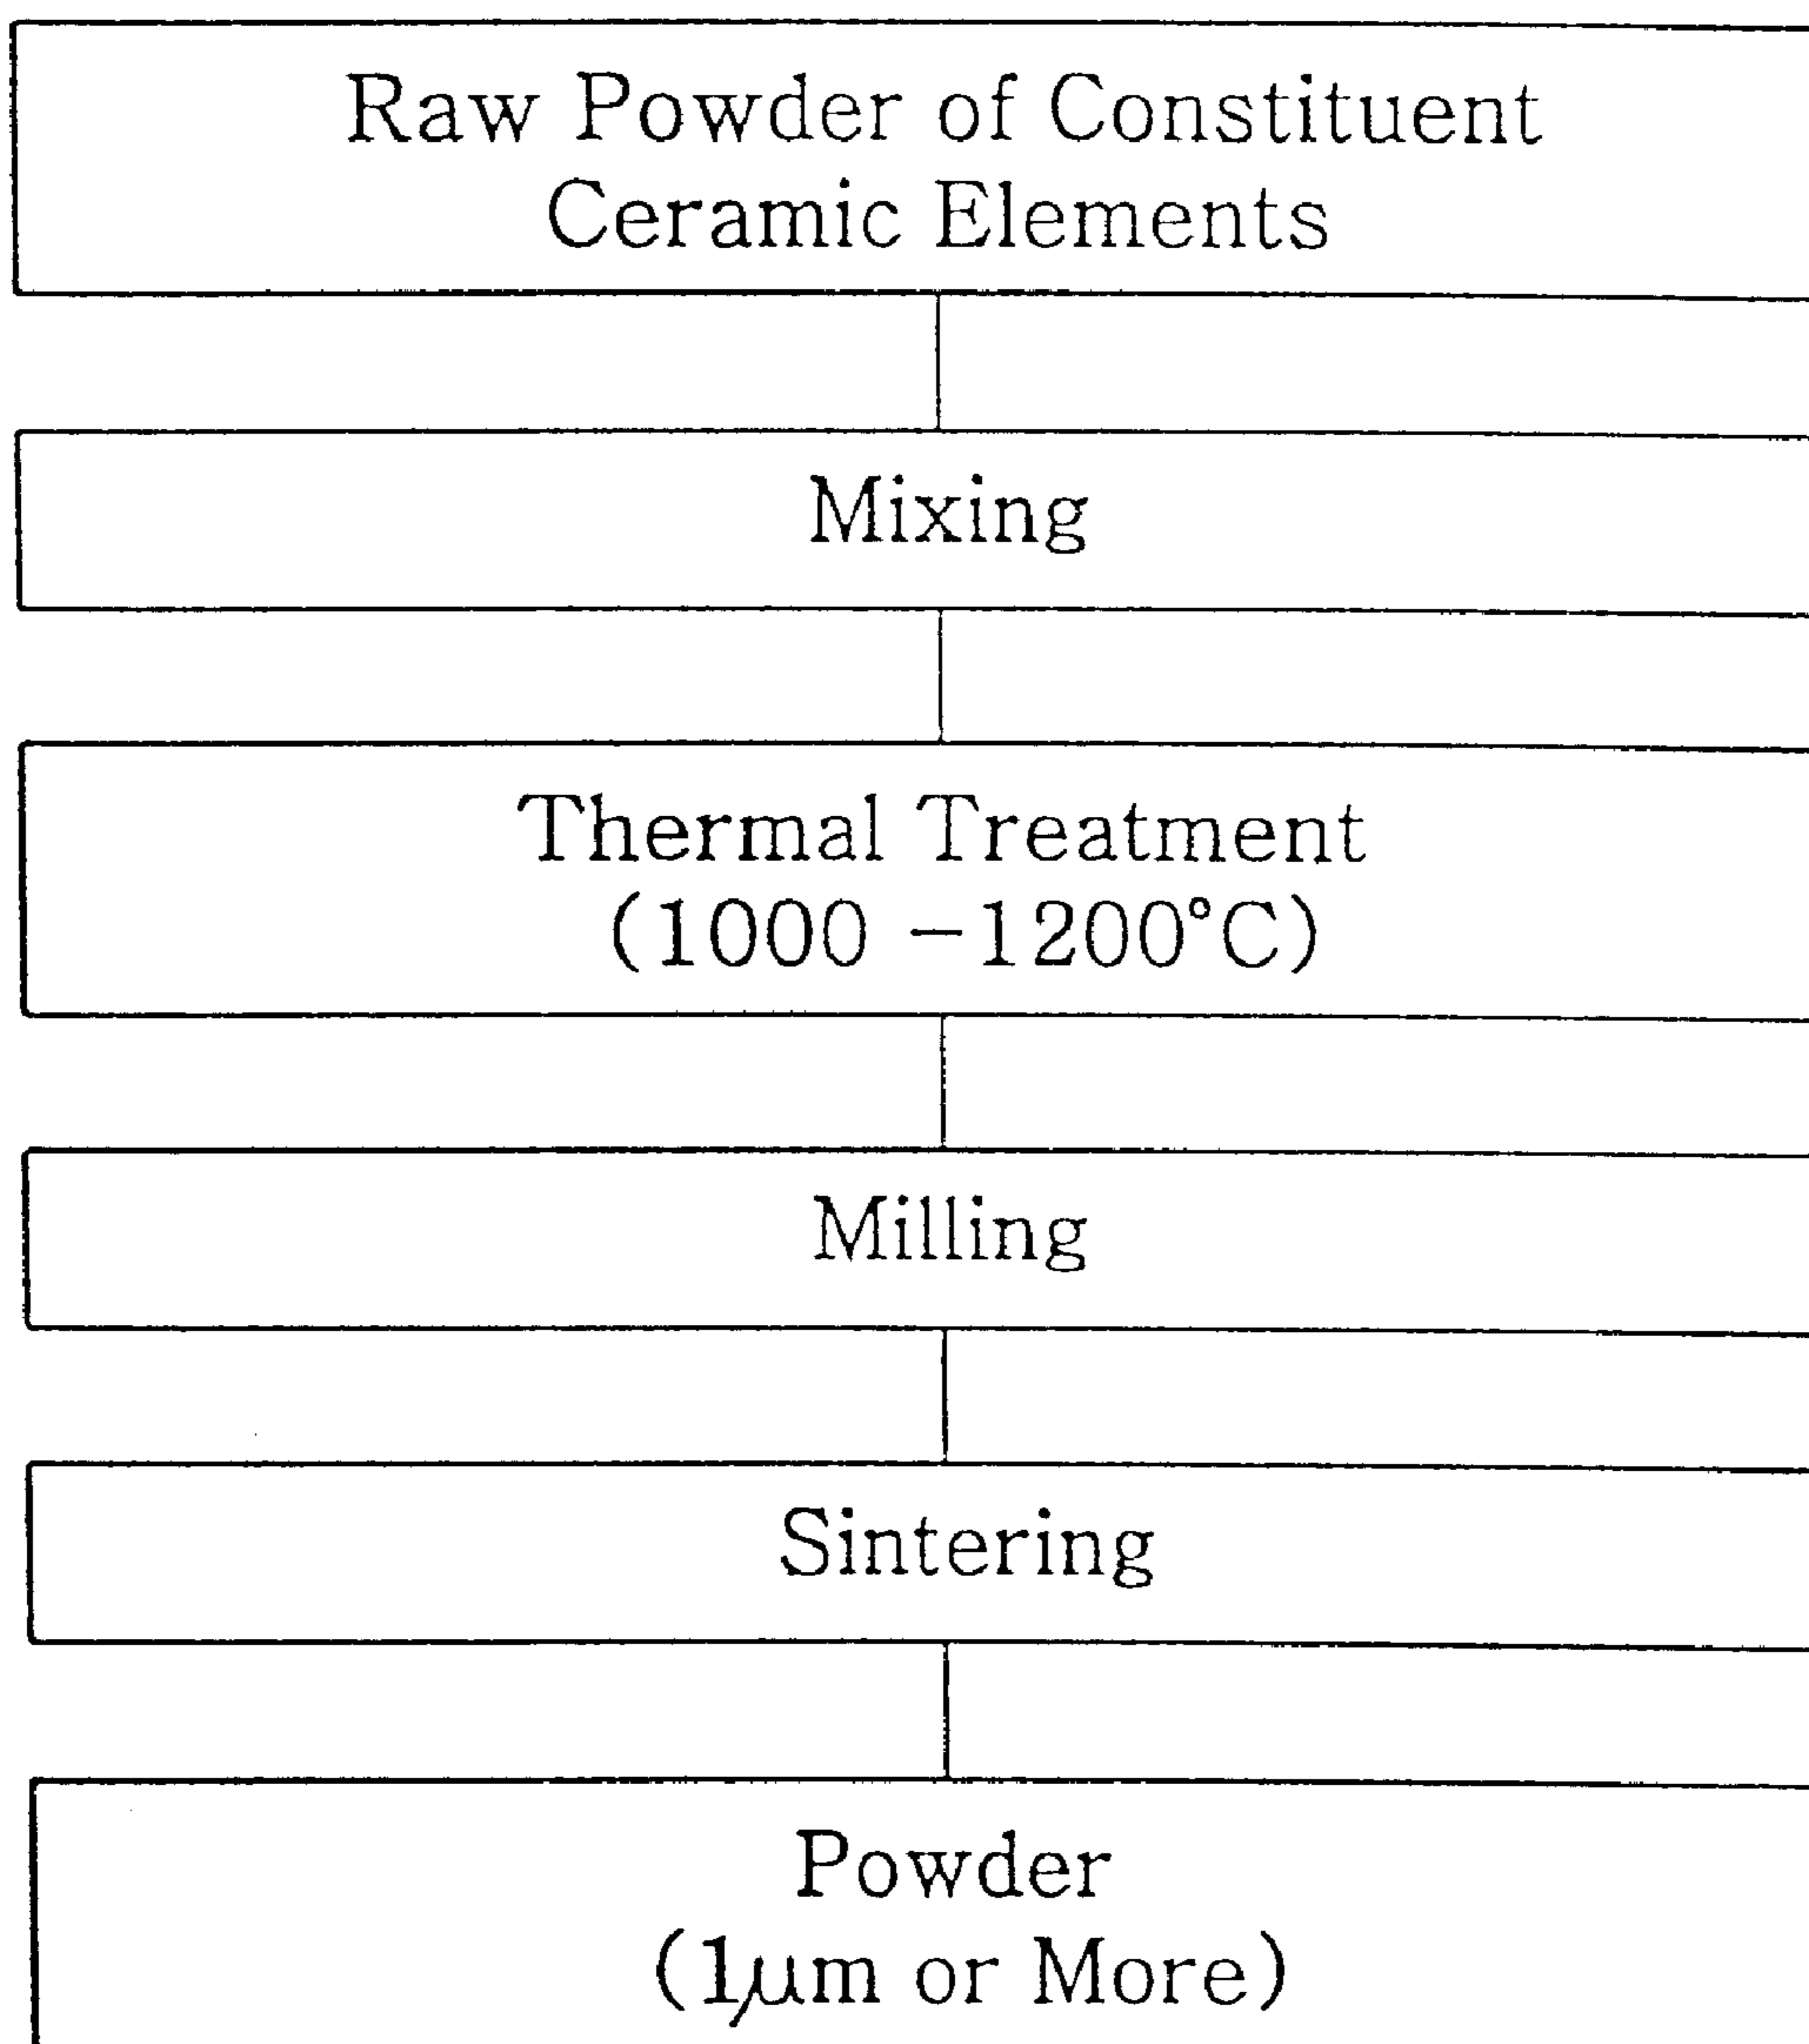 Raw Powder of Constituent
Ceramic Elements
Mixing
Thermal Treatment
(1000 -1200°C)
Milling
Sintering
Powder
(1μm or More)